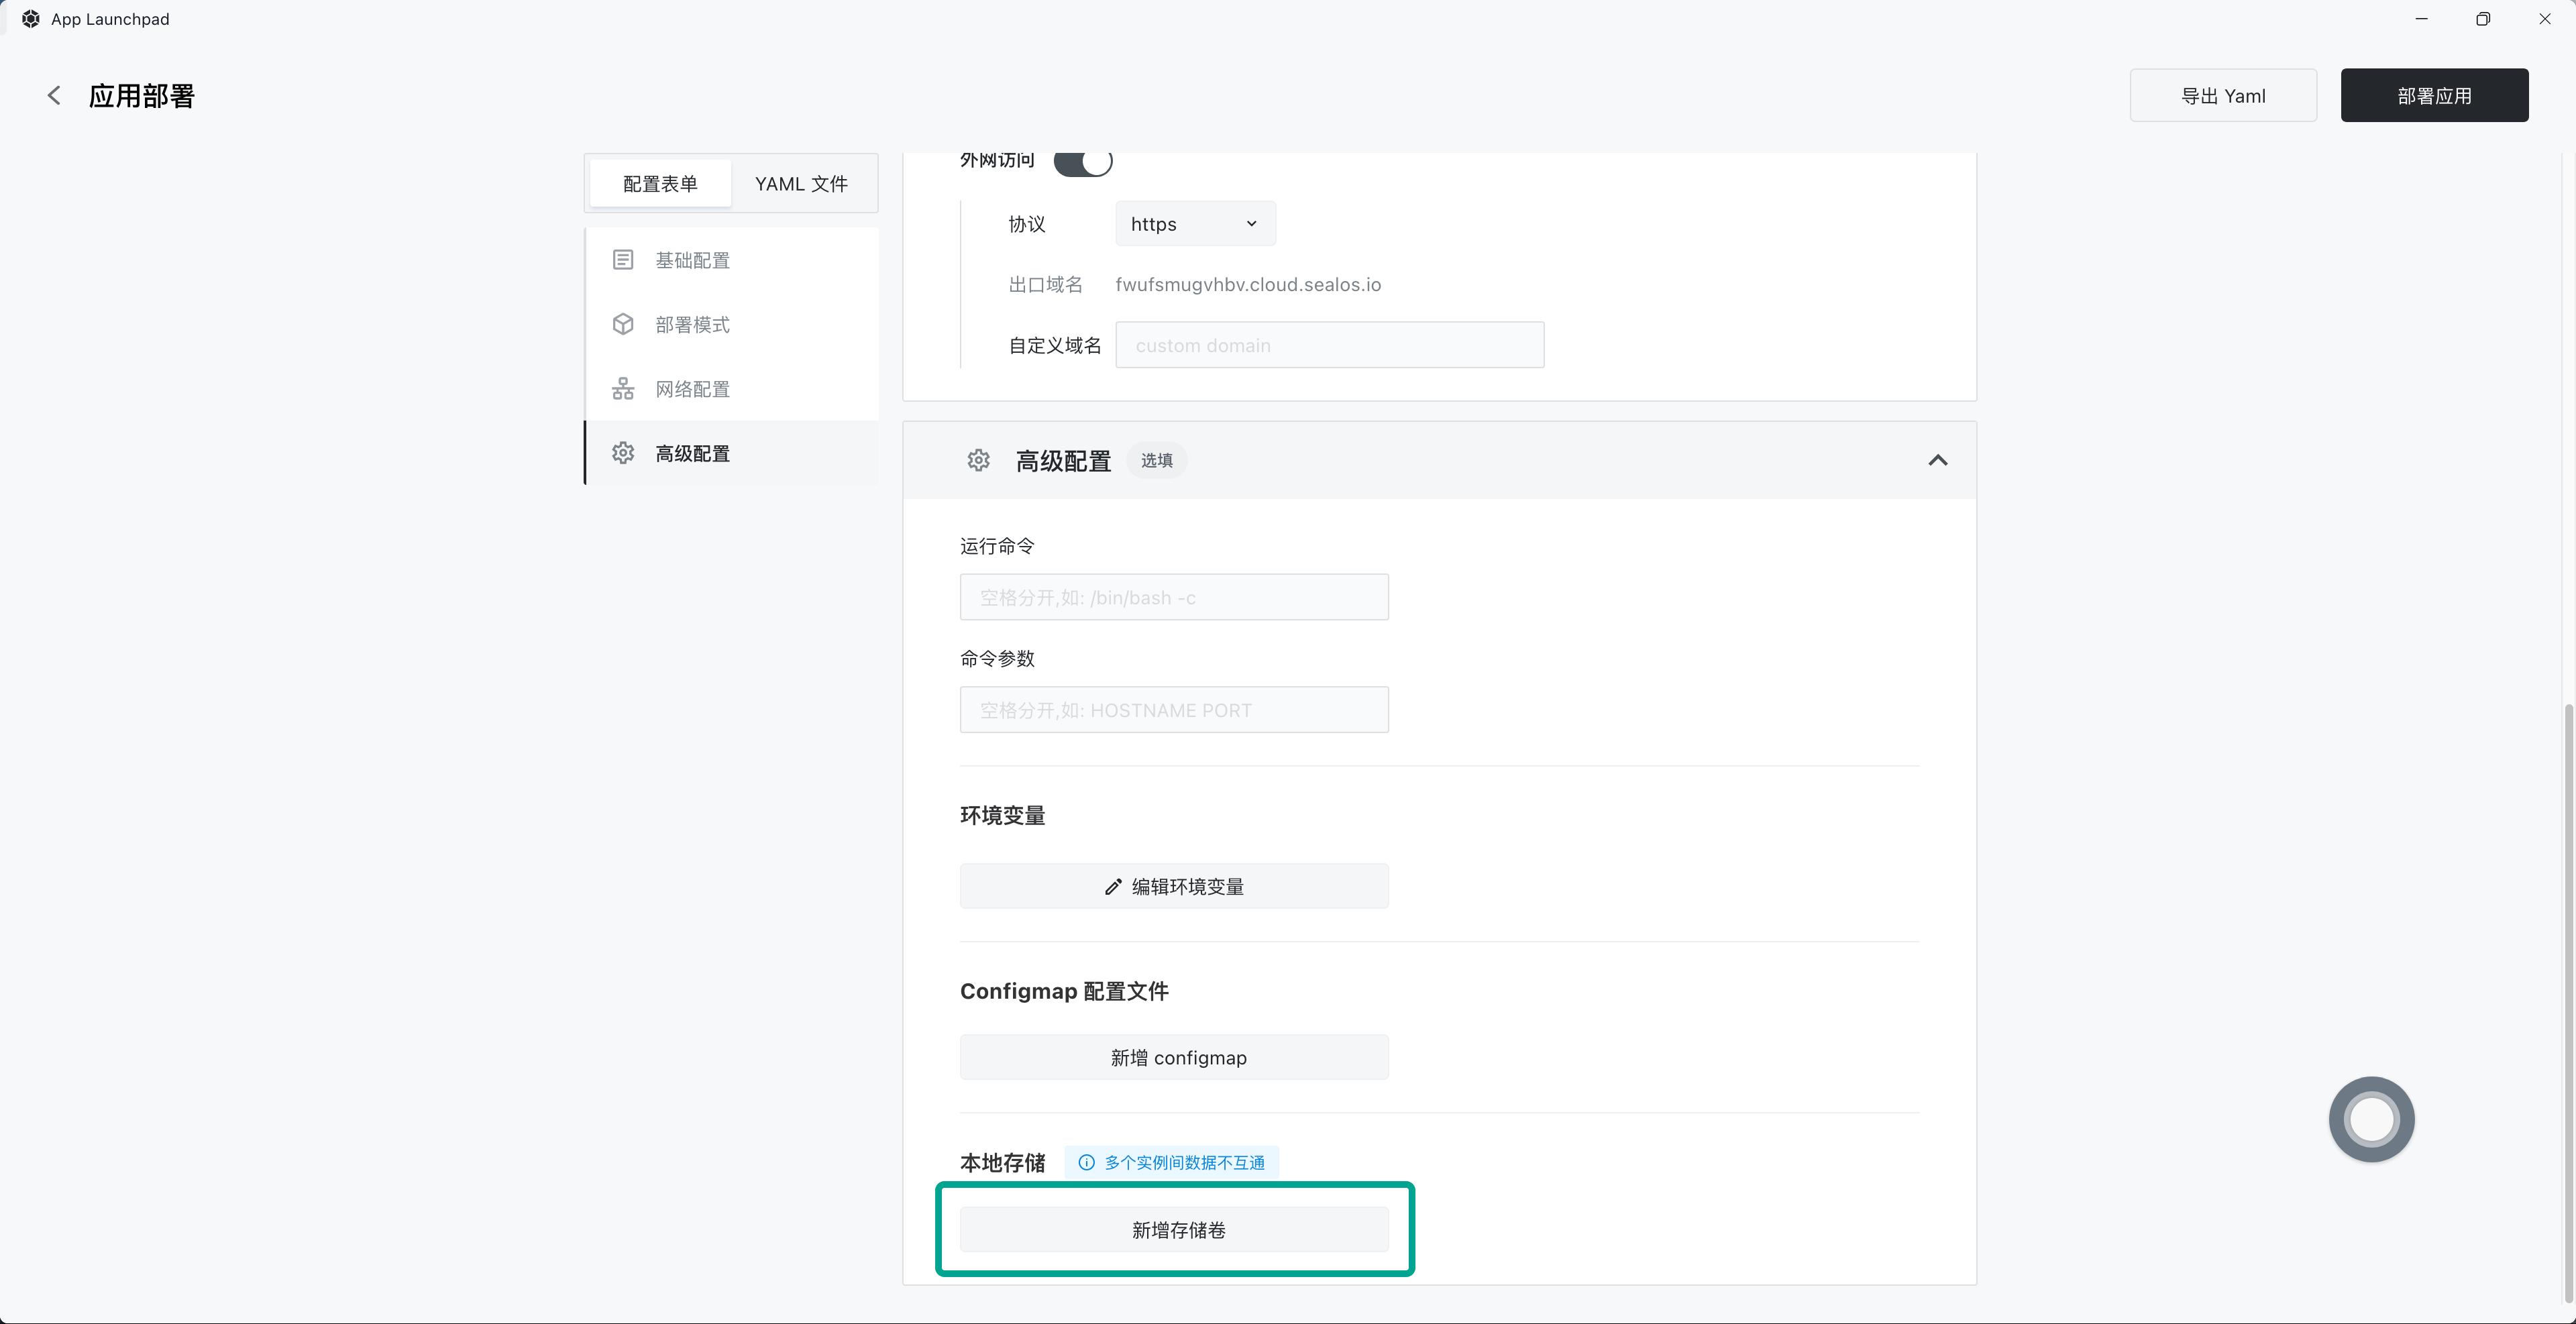 App Launchpad
应用部署
导出 Yaml
部署应用
配置表单
YAML 文件
基础配置
部署模式
网络配置
高级配置
外网访问
协议
https
出口域名
fwufsmugvhbv.cloud.sealos.io
自定义域名
custom domain
高级配置
选填
运行命令
空格分开,如: /bin/bash -c
命令参数
空格分开,如: HOSTNAME PORT
环境变量
编辑环境变量
Configmap 配置文件
新增 configmap
本地存储
多个实例间数据不互通
新增存储卷